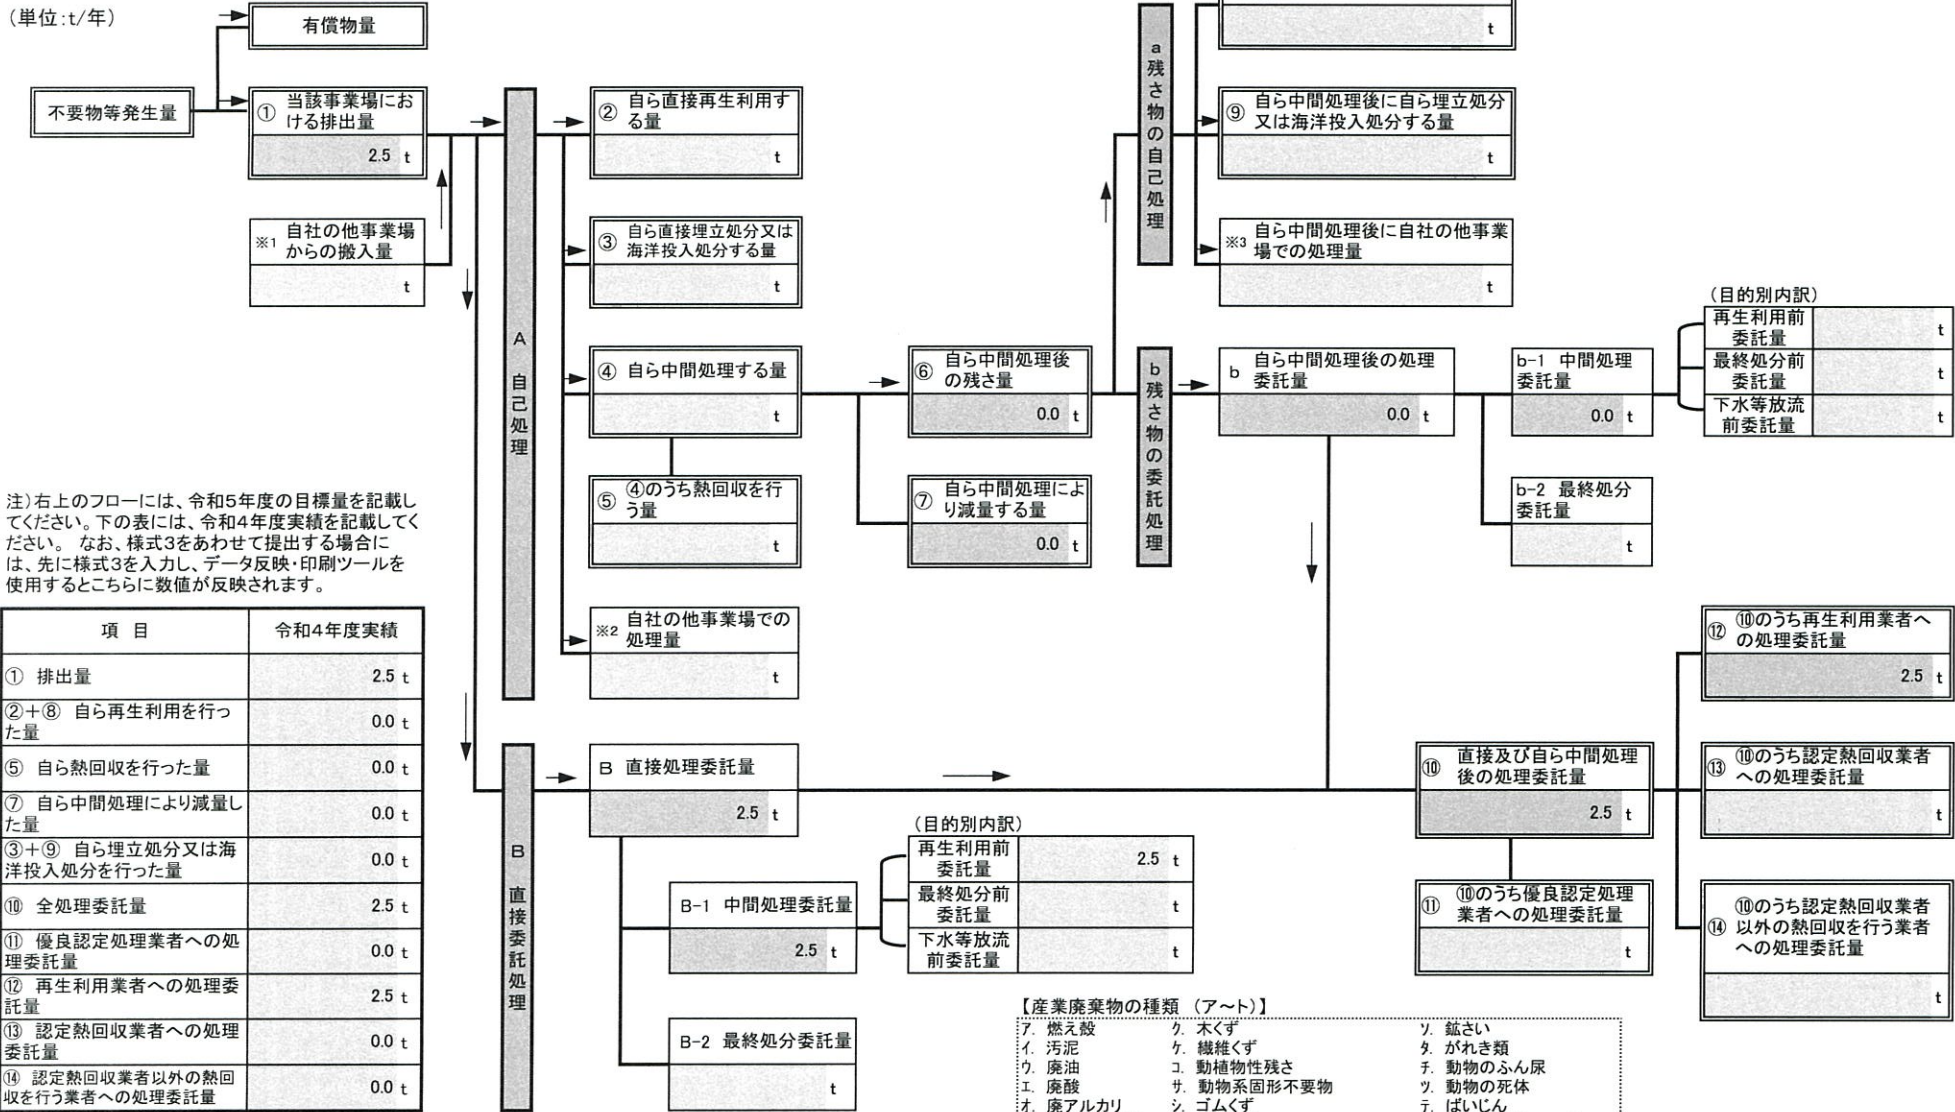 (単位:t/年)
有償物量
不要物等発生量
① 当該事業場にお
ける排出量
2.5 t
※1 自社の他事業場
からの搬入量
t
A 自己処理
② 自ら直接再生利用す
る量
t
③ 自ら直接埋立処分又は
海洋投入処分する量
t
④ 自ら中間処理する量
t
⑤ ④のうち熱回収を行
う量
t
※2 自社の他事業場での
処理量
t
⑥ 自ら中間処理後
の残さ量
0.0 t
⑦ 自ら中間処理によ
り減量する量
0.0 t
a 残さ物の自己処理
t
⑨ 自ら中間処理後に自ら埋立処分
又は海洋投入処分する量
t
※3 自ら中間処理後に自社の他事業
場での処理量
t
b 残さ物の委託処理
b 自ら中間処理後の処理
委託量
0.0 t
b-1 中間処理
委託量
0.0 t
(目的別内訳)
再生利用前
委託量
t
最終処分前
委託量
t
下水等放流
前委託量
t
b-2 最終処分
委託量
t
注)右上のフローには、令和5年度の目標量を記載し
てください。下の表には、令和4年度実績を記載してく
ださい。 なお、様式3をあわせて提出する場合に
は、先に様式3を入力し、データ反映・印刷ツールを
使用するとこちらに数値が反映されます。
項 目 令和4年度実績
① 排出量 2.5 t
②+⑧ 自ら再生利用を行っ
た量 0.0 t
⑤ 自ら熱回収を行った量 0.0 t
⑦ 自ら中間処理により減量し
た量 0.0 t
③+⑨ 自ら埋立処分又は海
洋投入処分を行った量 0.0 t
⑩ 全処理委託量 2.5 t
⑪ 優良認定処理業者への処
理委託量 0.0 t
⑫ 再生利用業者への処理委
託量 2.5 t
⑬ 認定熱回収業者への処理
委託量 0.0 t
⑭ 認定熱回収業者以外の熱回
収を行う業者への処理委託量 0.0 t
B 直接委託処理
B 直接処理委託量
2.5 t
B-1 中間処理委託量
2.5 t
(目的別内訳)
再生利用前
委託量
2.5 t
最終処分前
委託量
t
下水等放流
前委託量
t
B-2 最終処分委託量
t
⑩ 直接及び自ら中間処理
後の処理委託量
2.5 t
⑪ ⑩のうち優良認定処理
業者への処理委託量
t
⑫ ⑩のうち再生利用業者へ
の処理委託量
2.5 t
⑬ ⑩のうち認定熱回収業者
への処理委託量
t
⑭ ⑩のうち認定熱回収業者
以外の熱回収を行う業者
への処理委託量
t
【産業廃棄物の種類 (ア~ト)】
ア. 燃え殻 ク. 木くず ソ. 鉱さい
イ. 汚泥 ケ. 繊維くず タ. がれき類
ウ. 廃油 コ. 動植物性残さ チ. 動物のふん尿
エ. 廃酸 サ. 動物系固形不要物 ツ. 動物の死体
オ. 廃アルカリ シ. ゴムくず テ. ばいじん